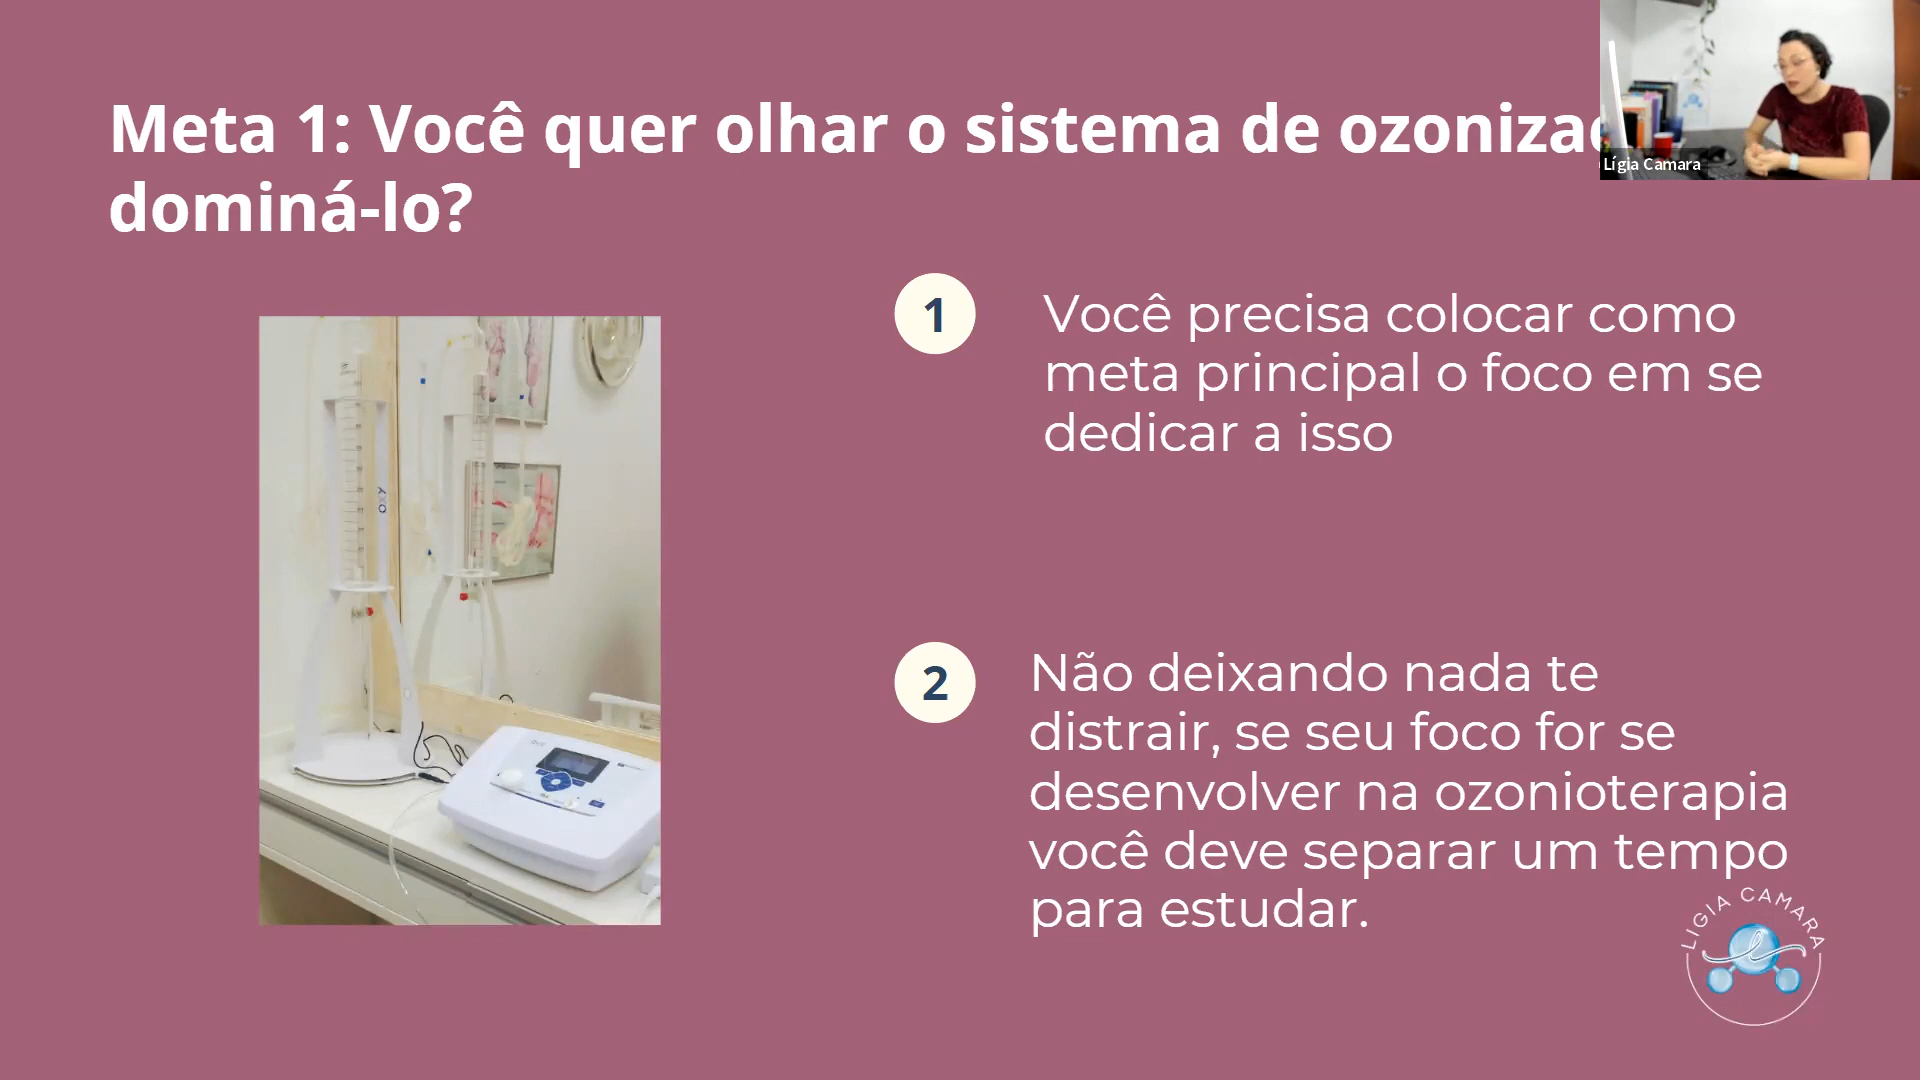 Meta 1: Você quer olhar o sistema de
dominá-lo?
Lígia Camara
1
Você precisa colocar como
meta principal o foco em se
dedicar a isso
OXY
2
Não deixando nada te
distrair, se seu foco for se
desenvolver na ozonioterapia
você deve separar um tempo
para estudar.
LIGIA CAMARA